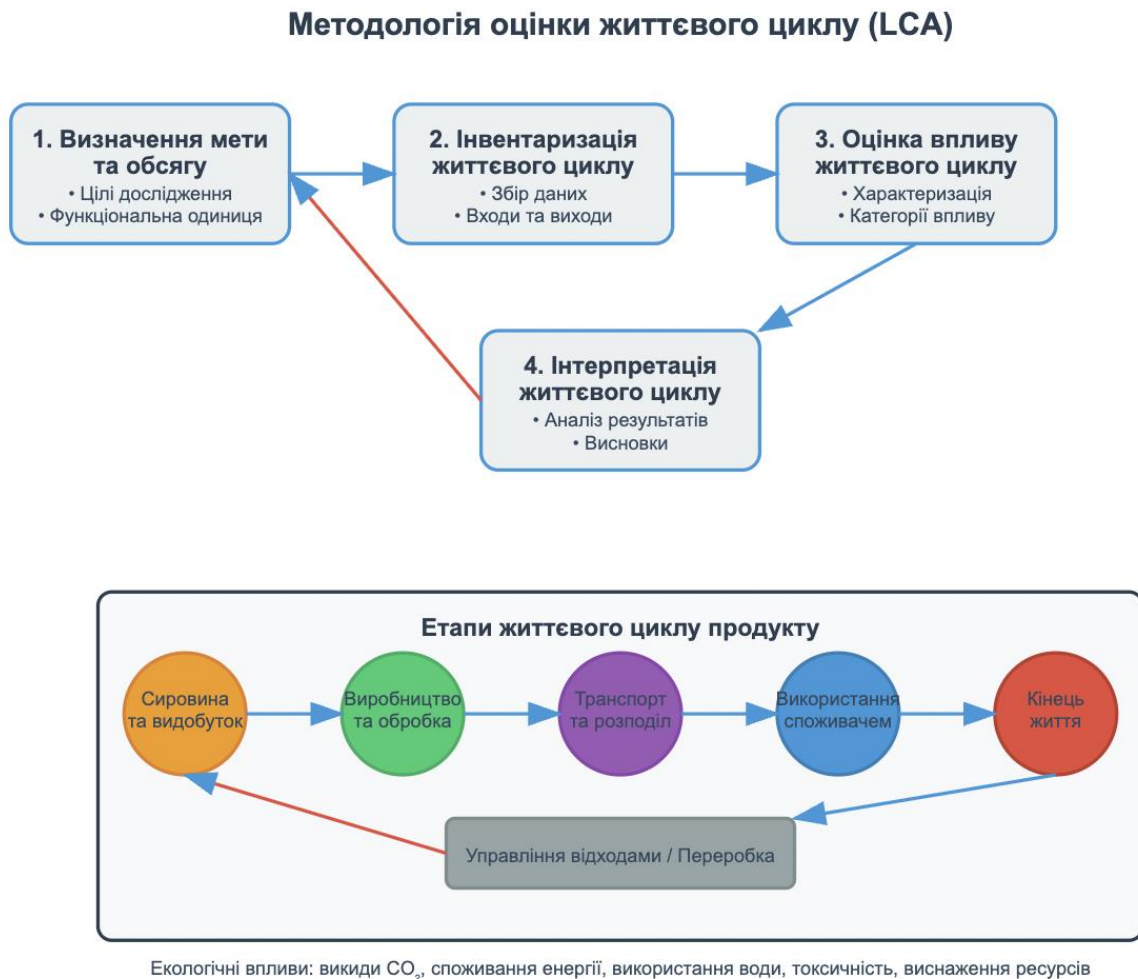 Методологія оцінки життєвого циклу (LCA)
1. Визначення мети
та обсягу
• Цілі дослідження
• Функціональна одиниця
2. Інвентаризація
життєвого циклу
• Збір даних
• Входи та виходи
3. Оцінка впливу
життєвого циклу
• Характеризація
• Категорії впливу
4. Інтерпретація
життєвого циклу
• Аналіз результатів
• Висновки
Етапи життєвого циклу продукту
Сировина
та видобуток
Виробництво
та обробка
Транспорт
та розподіл
Використання
споживачем
Кінець
життя
Управління відходами / Переробка
Екологічні впливи: викиди CO₂, споживання енергії, використання води, токсичність, виснаження ресурсів